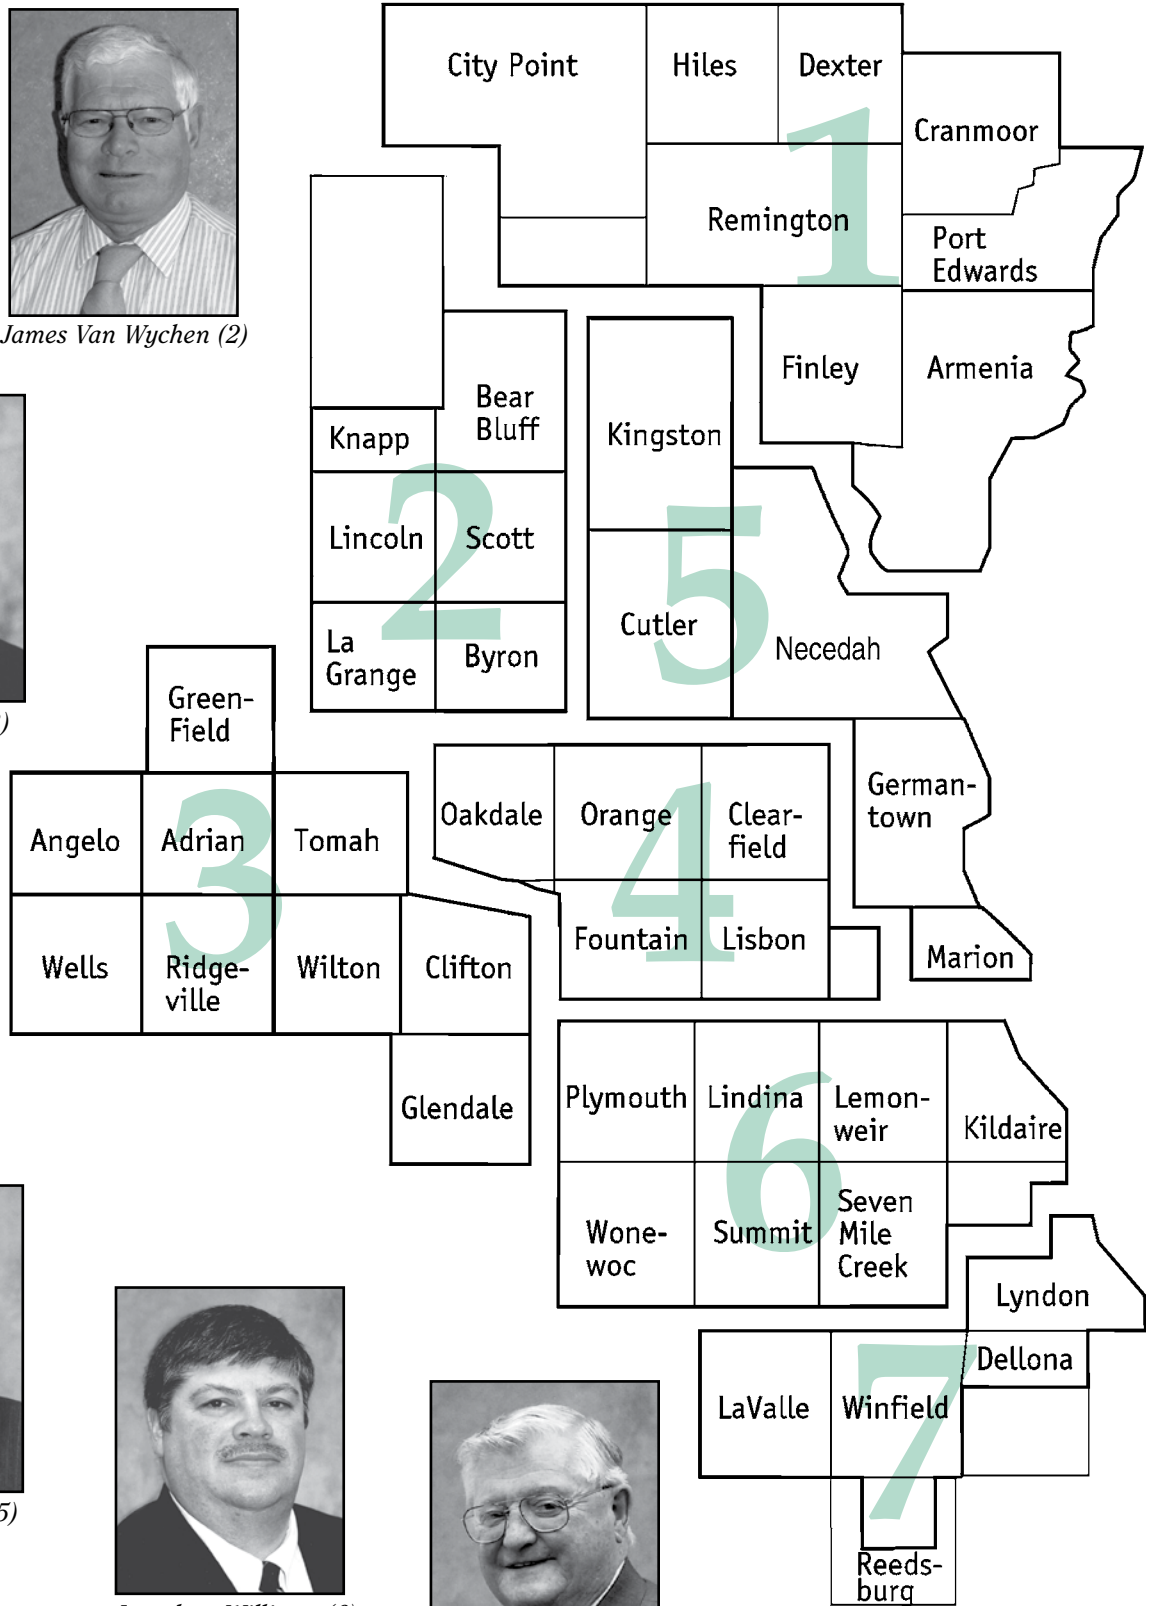 James Van Wychen (2)
City Point
Hiles
Dexter
Cranmoor
1
Remington
Port
Edwards
Finley
Armenia
Bear
Bluff
Knapp
2
Lincoln
Scott
La
Grange
Byron
Kingston
5
Cutler
Necedah
German-
town
Marion
Green-
Field
Angelo
Adrian
Tomah
3
Wells
Ridge-
ville
Wilton
Clifton
Glendale
Oakdale
Orange
Clear-
field
4
Fountain
Lisbon
Plymouth
Lindina
Lemon-
weir
Kildaire
6
Wone-
woc
Summit
Seven
Mile
Creek
Lyndon
Dellona
7
LaValle
Winfield
Reeds-
burg
5)